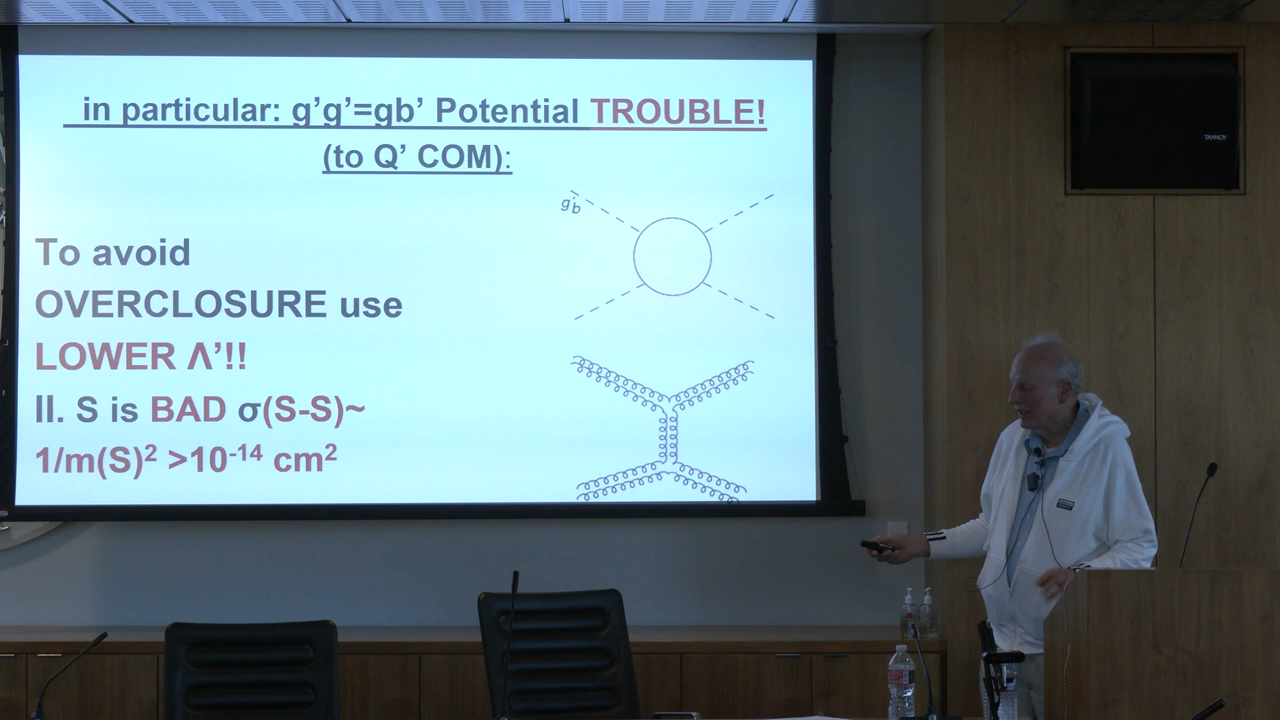 in particular: g’g’=gb’ Potential TROUBLE!
(to Q’ COM):
gb
To avoid
OVERCLOSURE use
LOWER Λ’!!
II. S is BAD σ(S-S)~
1/m(S)² >10⁻¹⁴ cm²
TANNOY